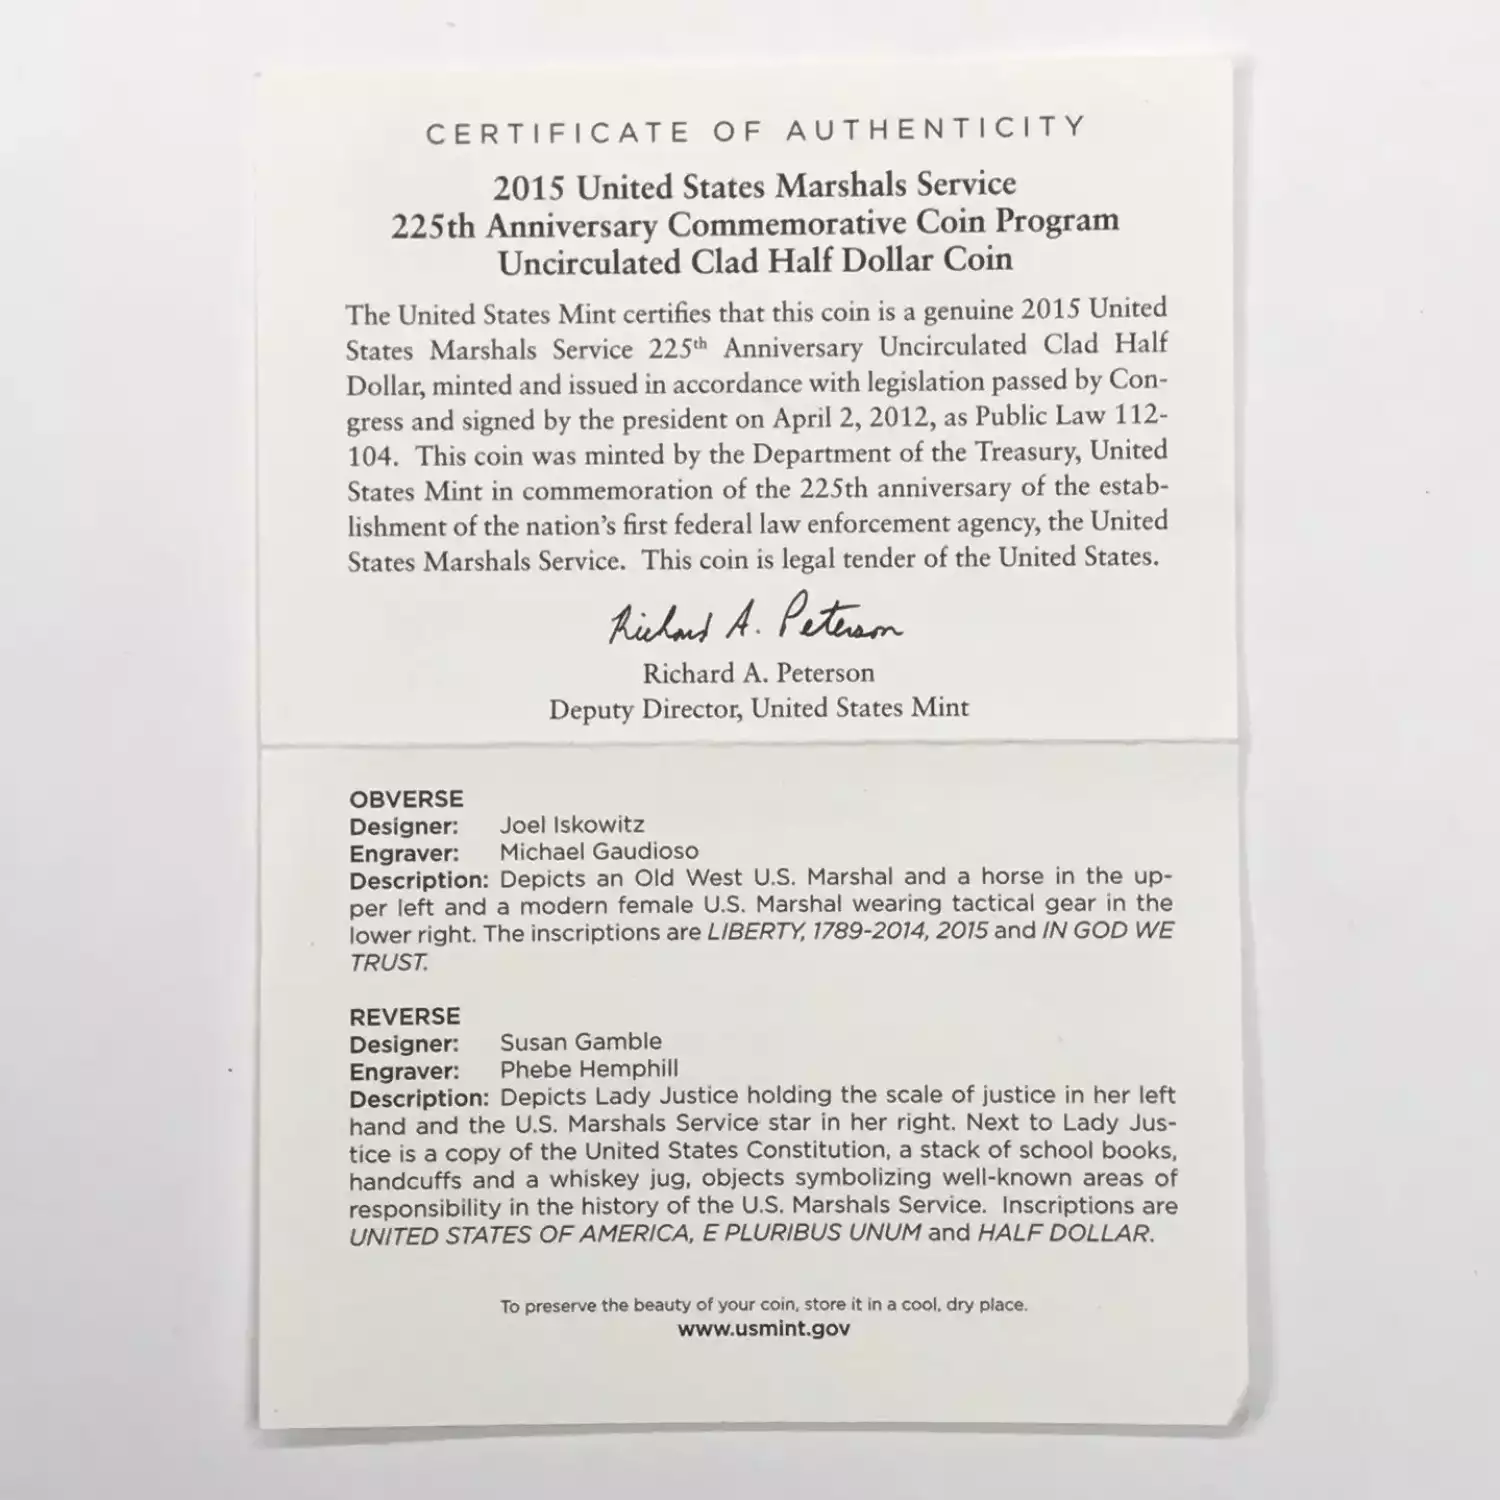 CERTIFICATE OF AUTHENTICITY
2015 United States Marshals Service
225th Anniversary Commemorative Coin Program
Uncirculated Clad Half Dollar Coin
The United States Mint certifies that this coin is a genuine 2015 United
States Marshals Service 225th Anniversary Uncirculated Clad Half
Dollar, minted and issued in accordance with legislation passed by Con-
gress and signed by the president on April 2, 2012, as Public Law 112-
104. This coin was minted by the Department of the Treasury, United
States Mint in commemoration of the 225th anniversary of the estab-
lishment of the nation's first federal law enforcement agency, the United
States Marshals Service. This coin is legal tender of the United States.
Richard A. Peterson
Richard A. Peterson
Deputy Director, United States Mint
OBVERSE
Designer: Joel Iskowitz
Engraver: Michael Gaudioso
Description: Depicts an Old West U.S. Marshal and a horse in the up-
per left and a modern female U.S. Marshal wearing tactical gear in the
lower right. The inscriptions are LIBERTY, 1789-2014, 2015 and IN GOD WE
TRUST.
REVERSE
Designer: Susan Gamble
Engraver: Phebe Hemphill
Description: Depicts Lady Justice holding the scale of justice in her left
hand and the U.S. Marshals Service star in her right. Next to Lady Jus-
tice is a copy of the United States Constitution, a stack of school books,
handcuffs and a whiskey jug, objects symbolizing well-known areas of
responsibility in the history of the U.S. Marshals Service. Inscriptions are
UNITED STATES OF AMERICA, E PLURIBUS UNUM and HALF DOLLAR.
To preserve the beauty of your coin, store it in a cool, dry place.
www.usmint.gov